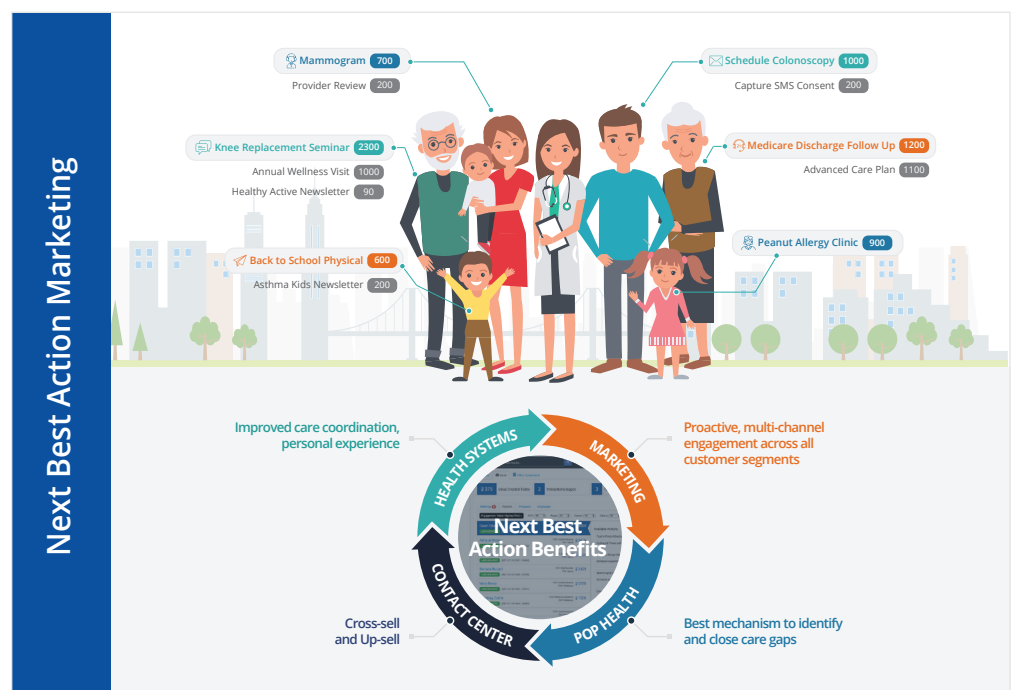 Next Best Action Marketing
Mammogram 700
Provider Review 200
Schedule Colonoscopy 1000
Capture SMS Consent 200
Knee Replacement Seminar 2300
Annual Wellness Visit 1000
Healthy Active Newsletter 90
Medicare Discharge Follow Up 1200
Advanced Care Plan 1100
Peanut Allergy Clinic 900
Back to School Physical 600
Asthma Kids Newsletter 200
Improved care coordination,
personal experience
Proactive, multi-channel
engagement across all
customer segments
HEALTH SYSTEMS
MARKETING
Next Best
Action Benefits
CONTACT CENTER
POP HEALTH
Cross-sell
and Up-sell
Best mechanism to identify
and close care gaps